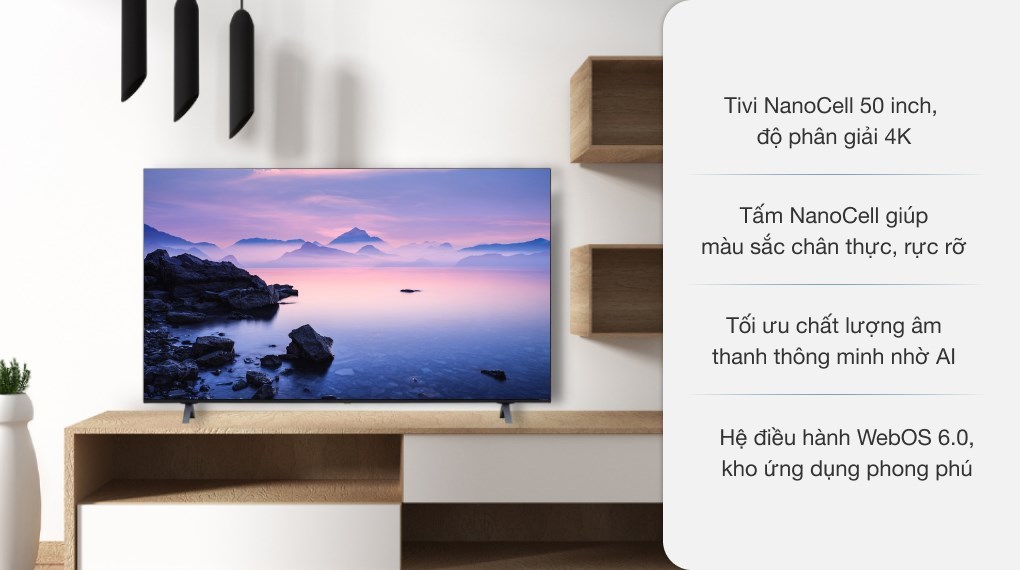 Tivi NanoCell 50 inch,
độ phân giải 4K
Tấm NanoCell giúp
màu sắc chân thực, rực rỡ
Tối ưu chất lượng âm
thanh thông minh nhờ AI
Hệ điều hành WebOS 6.0,
kho ứng dụng phong phú